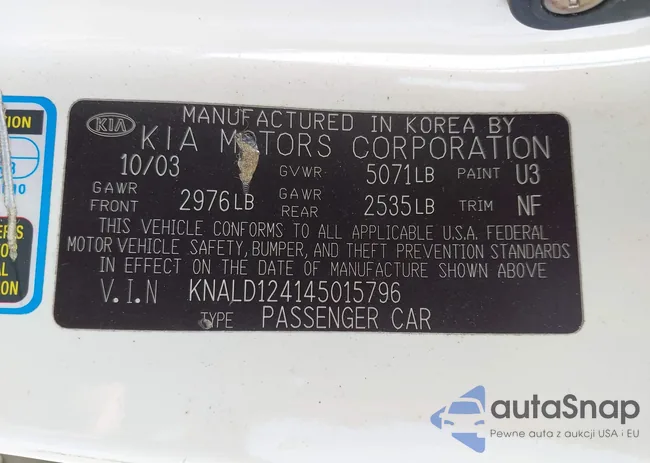 MANUFACTURED IN KOREA BY
KIA KIA MOTORS CORPORATION
10/03 GVWR 5071LB PAINT U3
GAWR FRONT 2976LB GAWR REAR 2535LB TRIM NF
THIS VEHICLE CONFORMS TO ALL APPLICABLE U.S.A. FEDERAL
MOTOR VEHICLE SAFETY, BUMPER, AND THEFT PREVENTION STANDARDS
IN EFFECT ON THE DATE OF MANUFACTURE SHOWN ABOVE
V.I.N KNALD124145015796
TYPE PASSENGER CAR
autaSnap
Pewne auta z aukcji USA i EU